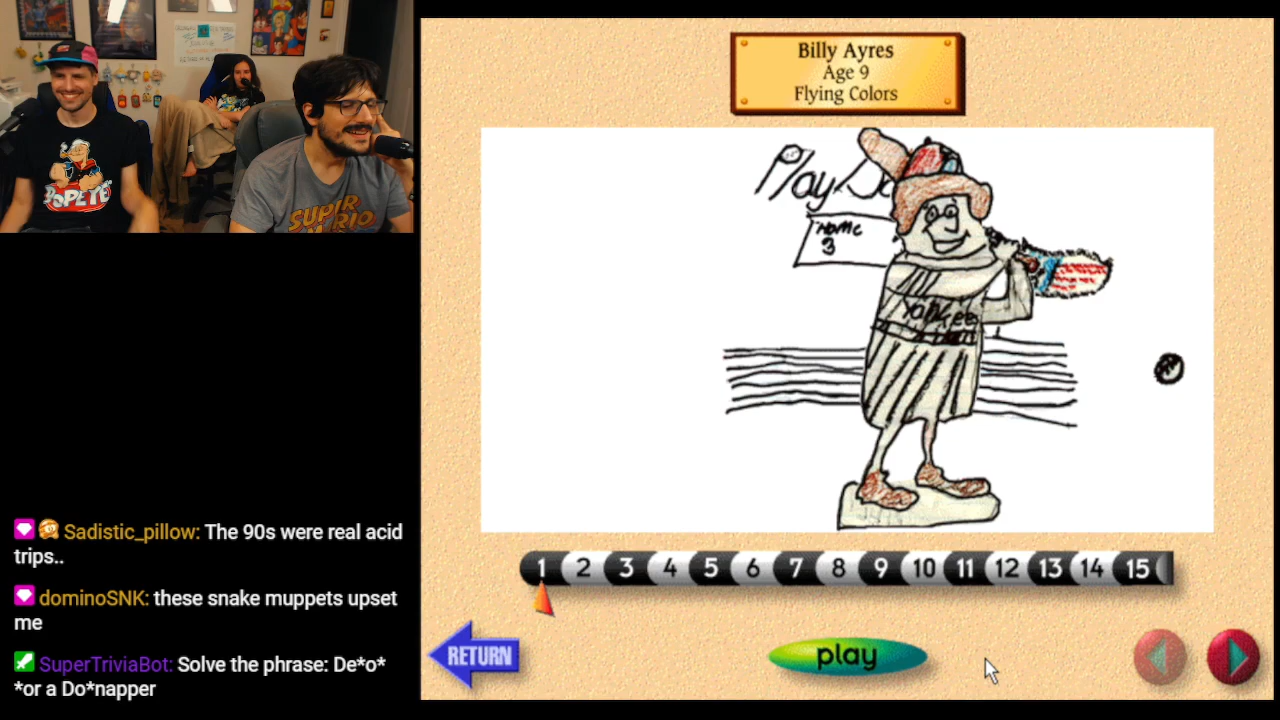 POPEYE
SUPER
MARIO
Billy Ayres
Age 9
Flying Colors
Play
Home
3
Yankees
1 2 3 4 5 6 7 8 9 10 11 12 13 14 15
RETURN
play
Sadistic_pillow: The 90s were real acid
trips..
dominoSNK: these snake muppets upset
me
SuperTriviaBot: Solve the phrase: De*o*
*or a Do*napper